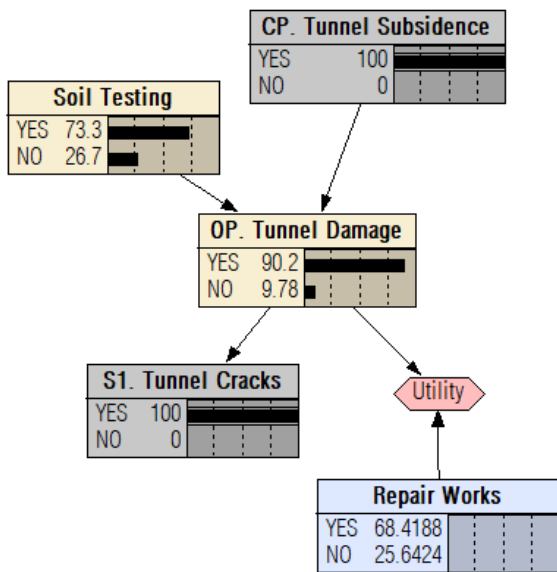 CP. Tunnel Subsidence
YES 100
NO 0
Soil Testing
YES 73.3
NO 26.7
OP. Tunnel Damage
YES 90.2
NO 9.78
S1. Tunnel Cracks
YES 100
NO 0
Utility
Repair Works
YES 68.4188
NO 25.6424